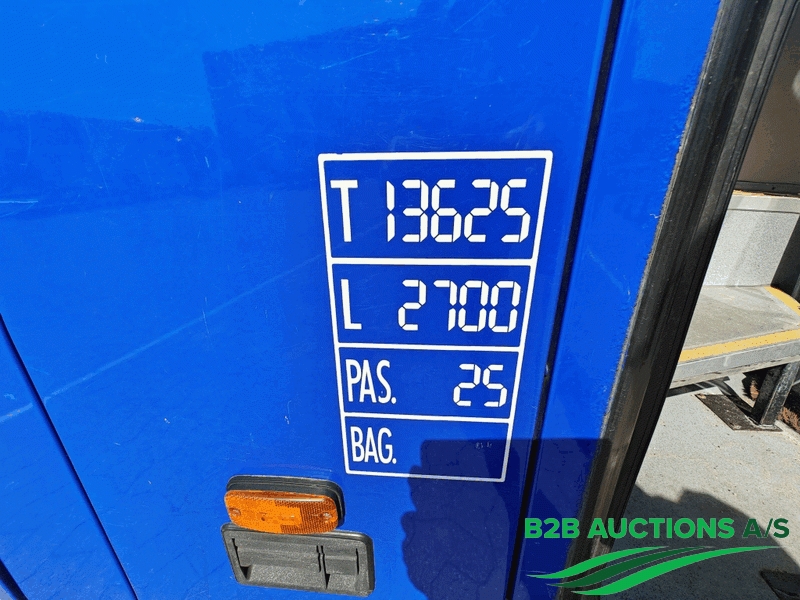 T 13625
L 2700
PAS. 25
BAG.
B2B AUCTIONS A/S